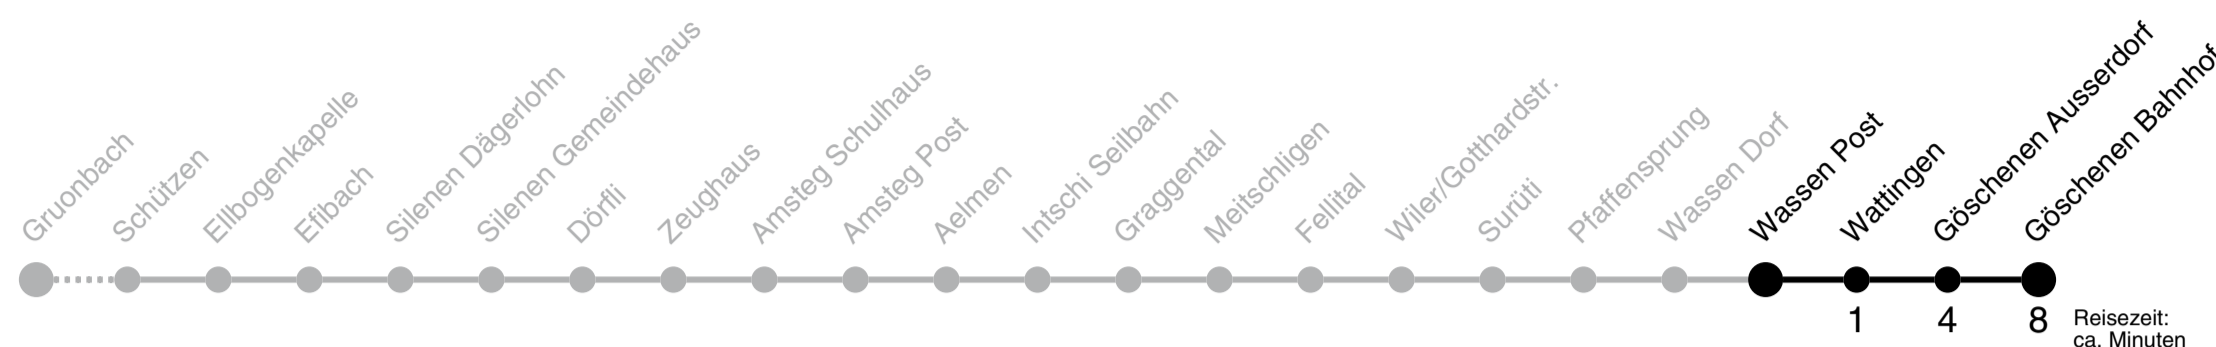 Gruonbach
Schützen
Ellbogenkapelle
Efibach
Silenen Dägerlohn
Silenen Gemeindehaus
Dörfli
Zeughaus
Amsteg Schulhaus
Amsteg Post
Aelmen
Intschi Seilbahn
Graggental
Meitschligen
Fellital
Wiler/Gotthardstr.
Surüti
Pfaffensprung
Wassen Dorf
Wassen Post
Wattingen
Göschenen Ausserdorf
Göschenen Bahnhof
1 4 8 Reisezeit:
ca. Minuten